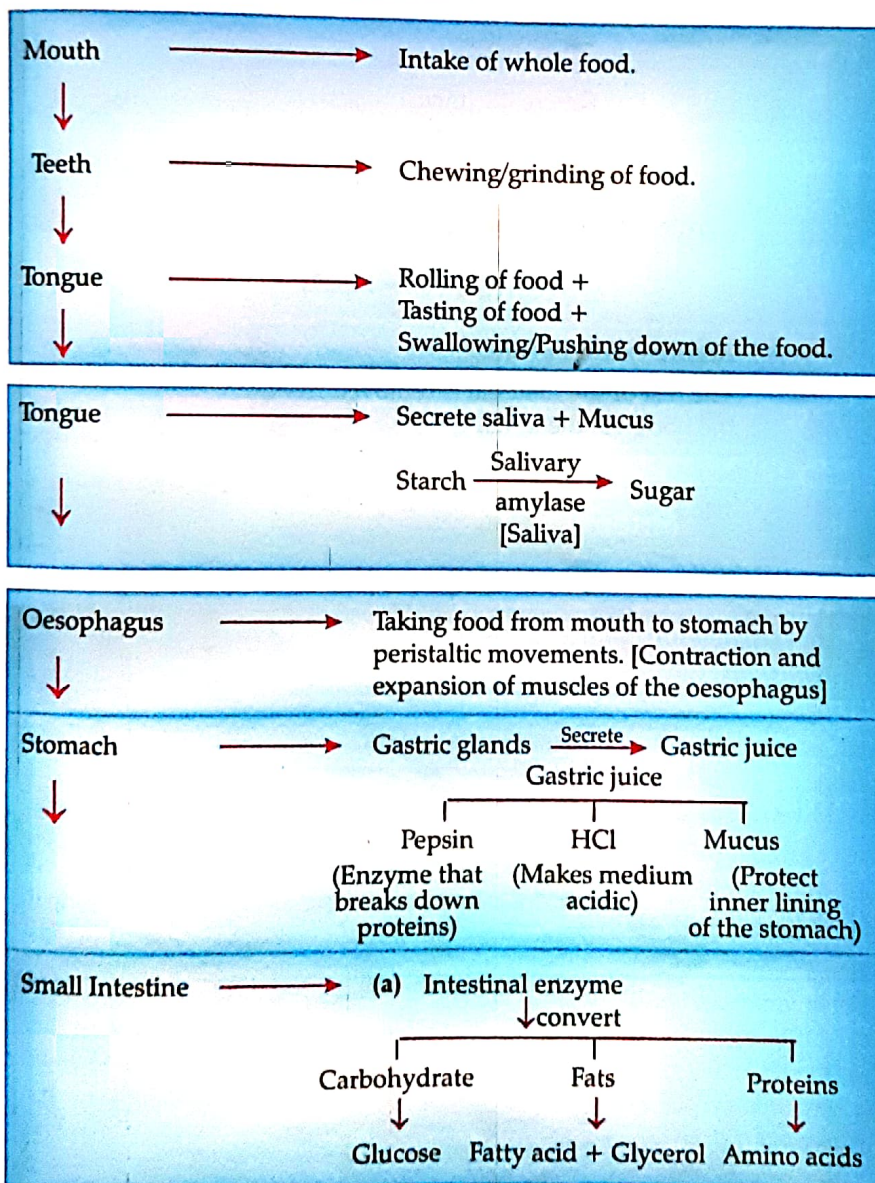 Mouth
Intake of whole food.
Teeth
Chewing/grinding of food.
Tongue
Rolling of food +
Tasting of food +
Swallowing/Pushing down of the food.
Tongue
Secrete saliva + Mucus
Starch
Salivary
amylase
[Saliva]
Sugar
Oesophagus
Taking food from mouth to stomach by
peristaltic movements. [Contraction and
expansion of muscles of the oesophagus]
Stomach
Gastric glands Secrete Gastric juice
Gastric juice
Pepsin HCl Mucus
(Enzyme that (Makes medium (Protect
breaks down acidic) inner lining
proteins) of the stomach)
Small Intestine
(a) Intestinal enzyme
convert
Carbohydrate Fats Proteins
Glucose Fatty acid + Glycerol Amino acids